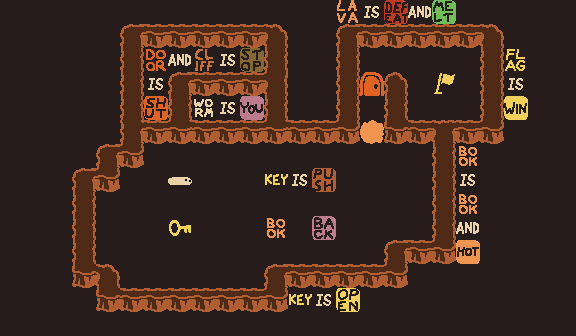 LAVA IS DEFEAT AND MELT
DOOR AND CLIFF IS STOP
IS
SHUT
WORM IS YOU
FLAG
IS
WIN
KEY IS PUSH
BOOK BACK
BOOK
IS
BOOK
AND
HOT
KEY IS OPEN